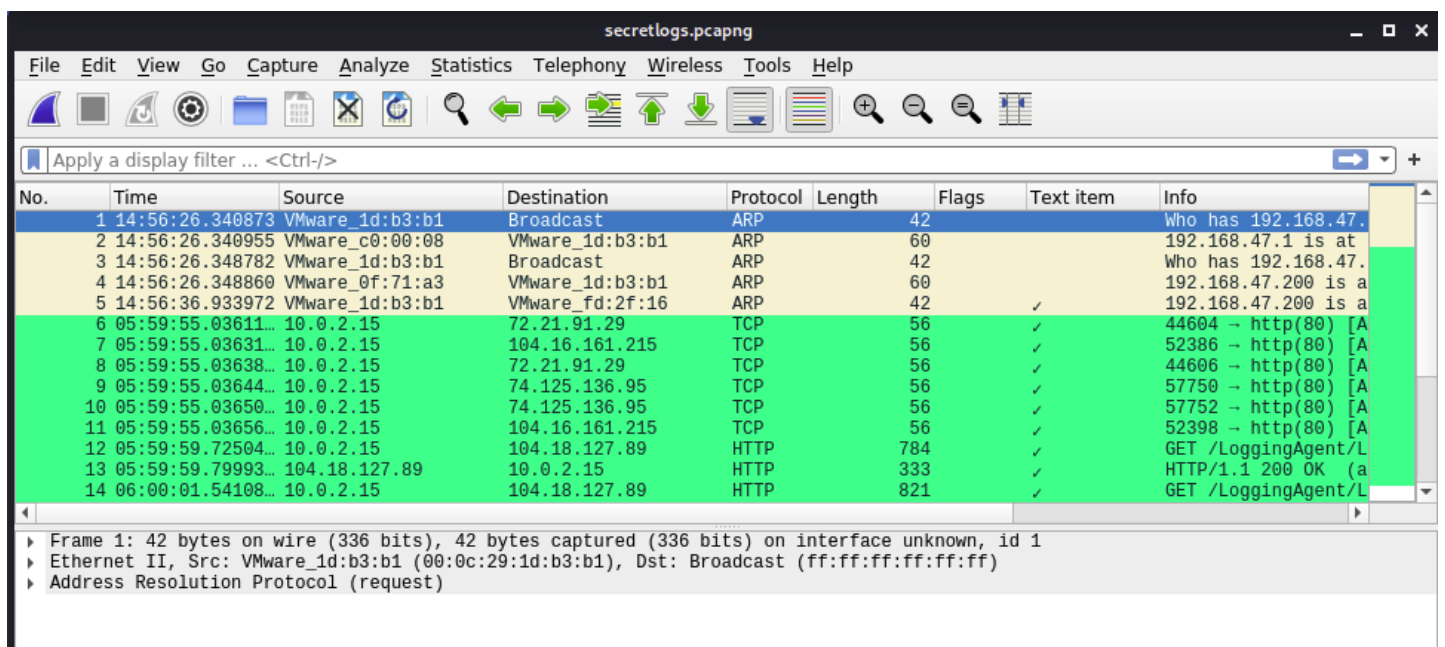 secretlogs.pcapng
File Edit View Go Capture Analyze Statistics Telephony Wireless Tools Help
Apply a display filter ... <Ctrl-/>
No. Time Source Destination Protocol Length Flags Text item Info
1 14:56:26.340873 VMware_1d:b3:b1 Broadcast ARP 42 Who has 192.168.47.
2 14:56:26.340955 VMware_c0:00:08 VMware_1d:b3:b1 ARP 60 192.168.47.1 is at
3 14:56:26.348782 VMware_1d:b3:b1 Broadcast ARP 42 Who has 192.168.47.
4 14:56:26.348860 VMware_0f:71:a3 VMware_1d:b3:b1 ARP 60 192.168.47.200 is a
5 14:56:36.933972 VMware_1d:b3:b1 VMware_fd:2f:16 ARP 42 ✓ 192.168.47.200 is a
6 05:59:55.03611… 10.0.2.15 72.21.91.29 TCP 56 ✓ 44604 → http(80) [A
7 05:59:55.03631… 10.0.2.15 104.16.161.215 TCP 56 ✓ 52386 → http(80) [A
8 05:59:55.03638… 10.0.2.15 72.21.91.29 TCP 56 ✓ 44606 → http(80) [A
9 05:59:55.03644… 10.0.2.15 74.125.136.95 TCP 56 ✓ 57750 → http(80) [A
10 05:59:55.03650… 10.0.2.15 74.125.136.95 TCP 56 ✓ 57752 → http(80) [A
11 05:59:55.03656… 10.0.2.15 104.16.161.215 TCP 56 ✓ 52398 → http(80) [A
12 05:59:59.72504… 10.0.2.15 104.18.127.89 HTTP 784 ✓ GET /LoggingAgent/L
13 05:59:59.79993… 104.18.127.89 10.0.2.15 HTTP 333 ✓ HTTP/1.1 200 OK (a
14 06:00:01.54108… 10.0.2.15 104.18.127.89 HTTP 821 ✓ GET /LoggingAgent/L
Frame 1: 42 bytes on wire (336 bits), 42 bytes captured (336 bits) on interface unknown, id 1
Ethernet II, Src: VMware_1d:b3:b1 (00:0c:29:1d:b3:b1), Dst: Broadcast (ff:ff:ff:ff:ff:ff)
Address Resolution Protocol (request)